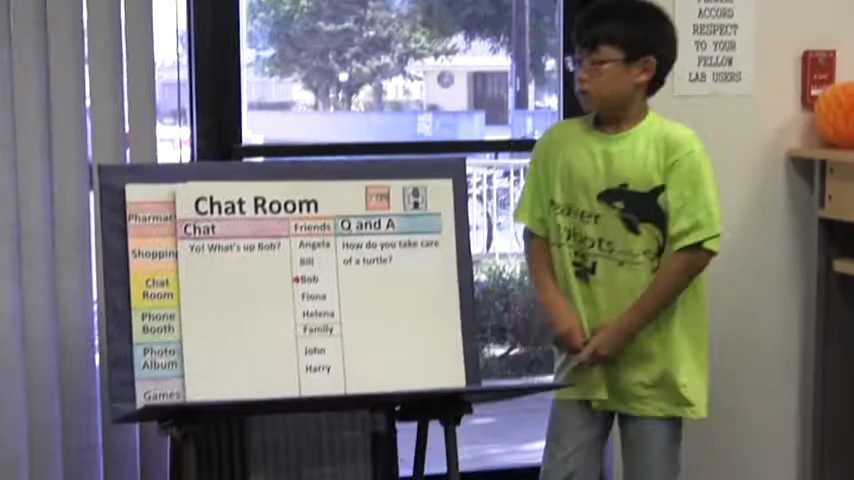 PLEASE
ACCORD
RESPECT
TO YOUR
FELLOW
LAB USERS
Chat Room
Pharmac
Shopping
Chat
Room
Phone
Booth
Photo
Album
Games
Chat
Yo! What's up Bob?
Friends
Angela
Bill
Bob
Fiona
Helena
Family
John
Harry
Q and A
How do you take care
of a turtle?